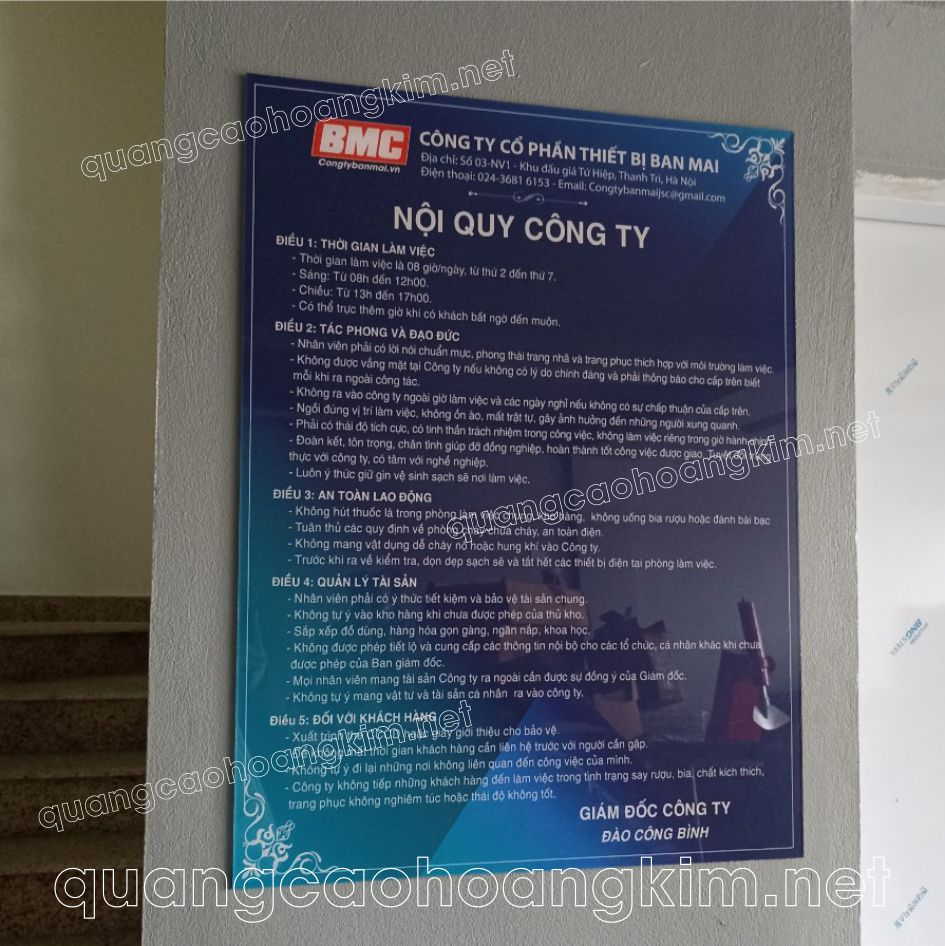 quangcaohoangkim.net
BMC
Congtybanmai.vn
CÔNG TY CỔ PHẦN THIẾT BỊ BAN MAI
Địa chỉ: Số 03-NV1 - Khu đấu giá Tứ Hiệp, Thanh Trì, Hà Nội
Điện thoại: 024-3681 6153 - Email: Congtybanmaijsc@gmail.com
NỘI QUY CÔNG TY
ĐIỀU 1: THỜI GIAN LÀM VIỆC
- Thời gian làm việc là 08 giờ/ngày, từ thứ 2 đến thứ 7.
- Sáng: Từ 08h đến 12h00.
- Chiều: Từ 13h đến 17h00.
- Có thể trực thêm giờ khi có khách bất ngờ đến muộn.
ĐIỀU 2: TÁC PHONG VÀ ĐẠO ĐỨC
- Nhân viên phải có lời nói chuẩn mực, phong thái trang nhã và trang phục thích hợp với môi trường làm việc.
- Không được vắng mặt tại Công ty nếu không có lý do chính đáng và phải thông báo cho cấp trên biết
mỗi khi ra ngoài công tác.
- Không ra vào công ty ngoài giờ làm việc và các ngày nghỉ nếu không có sự chấp thuận của cấp trên.
- Ngồi đúng vị trí làm việc, không ồn ào, mất trật tự, gây ảnh hưởng đến những người xung quanh.
- Phải có thái độ tích cực, có tinh thần trách nhiệm trong công việc, không làm việc riêng trong giờ hành chính
- Đoàn kết, tôn trọng, chân tình giúp đỡ đồng nghiệp, hoàn thành tốt công việc được giao. Tuyệt đối
thực với công ty, có tâm với nghề nghiệp.
- Luôn ý thức giữ gìn vệ sinh sạch sẽ nơi làm việc.
quangcaohoangkim.net
ĐIỀU 3: AN TOÀN LAO ĐỘNG
- Không hút thuốc lá trong phòng làm hàng, không uống bia rượu hoặc đánh bài bạc
- Tuân thủ các quy định về phòng cháy chữa cháy, an toàn điện.
- Không mang vật dụng dễ cháy nổ hoặc hung khí vào Công ty.
- Trước khi ra về kiểm tra, dọn dẹp sạch sẽ và tắt hết các thiết bị điện tại phòng làm việc.
ĐIỀU 4: QUẢN LÝ TÀI SẢN
- Nhân viên phải có ý thức tiết kiệm và bảo vệ tài sản chung.
- Không tự ý vào kho hàng khi chưa được phép của thủ kho.
- Sắp xếp đồ dùng, hàng hóa gọn gàng, ngăn nắp, khoa học.
- Không được phép tiết lộ và cung cấp các thông tin nội bộ cho các tổ chức, cá nhân khác khi chưa
được phép của Ban giám đốc.
- Mọi nhân viên mang tài sản Công ty ra ngoài cần được sự đồng ý của Giám đốc.
- Không tự ý mang vật tư và tài sản cá nhân ra vào công ty.
Điều 5: ĐỐI VỚI KHÁCH HÀNG
- Xuất trình giấy giới thiệu cho bảo vệ.
thời gian khách hàng cần liên hệ trước với người cần gặp.
- Không tự ý đi lại những nơi không liên quan đến công việc của mình.
- Công ty không tiếp những khách hàng đến làm việc trong tình trạng say rượu, bia, chất kích thích,
trang phục không nghiêm túc hoặc thái độ không tốt.
quangcaohoangkim.net
GIÁM ĐỐC CÔNG TY
ĐÀO CÔNG BÌNH
quangcaohoangkim.net